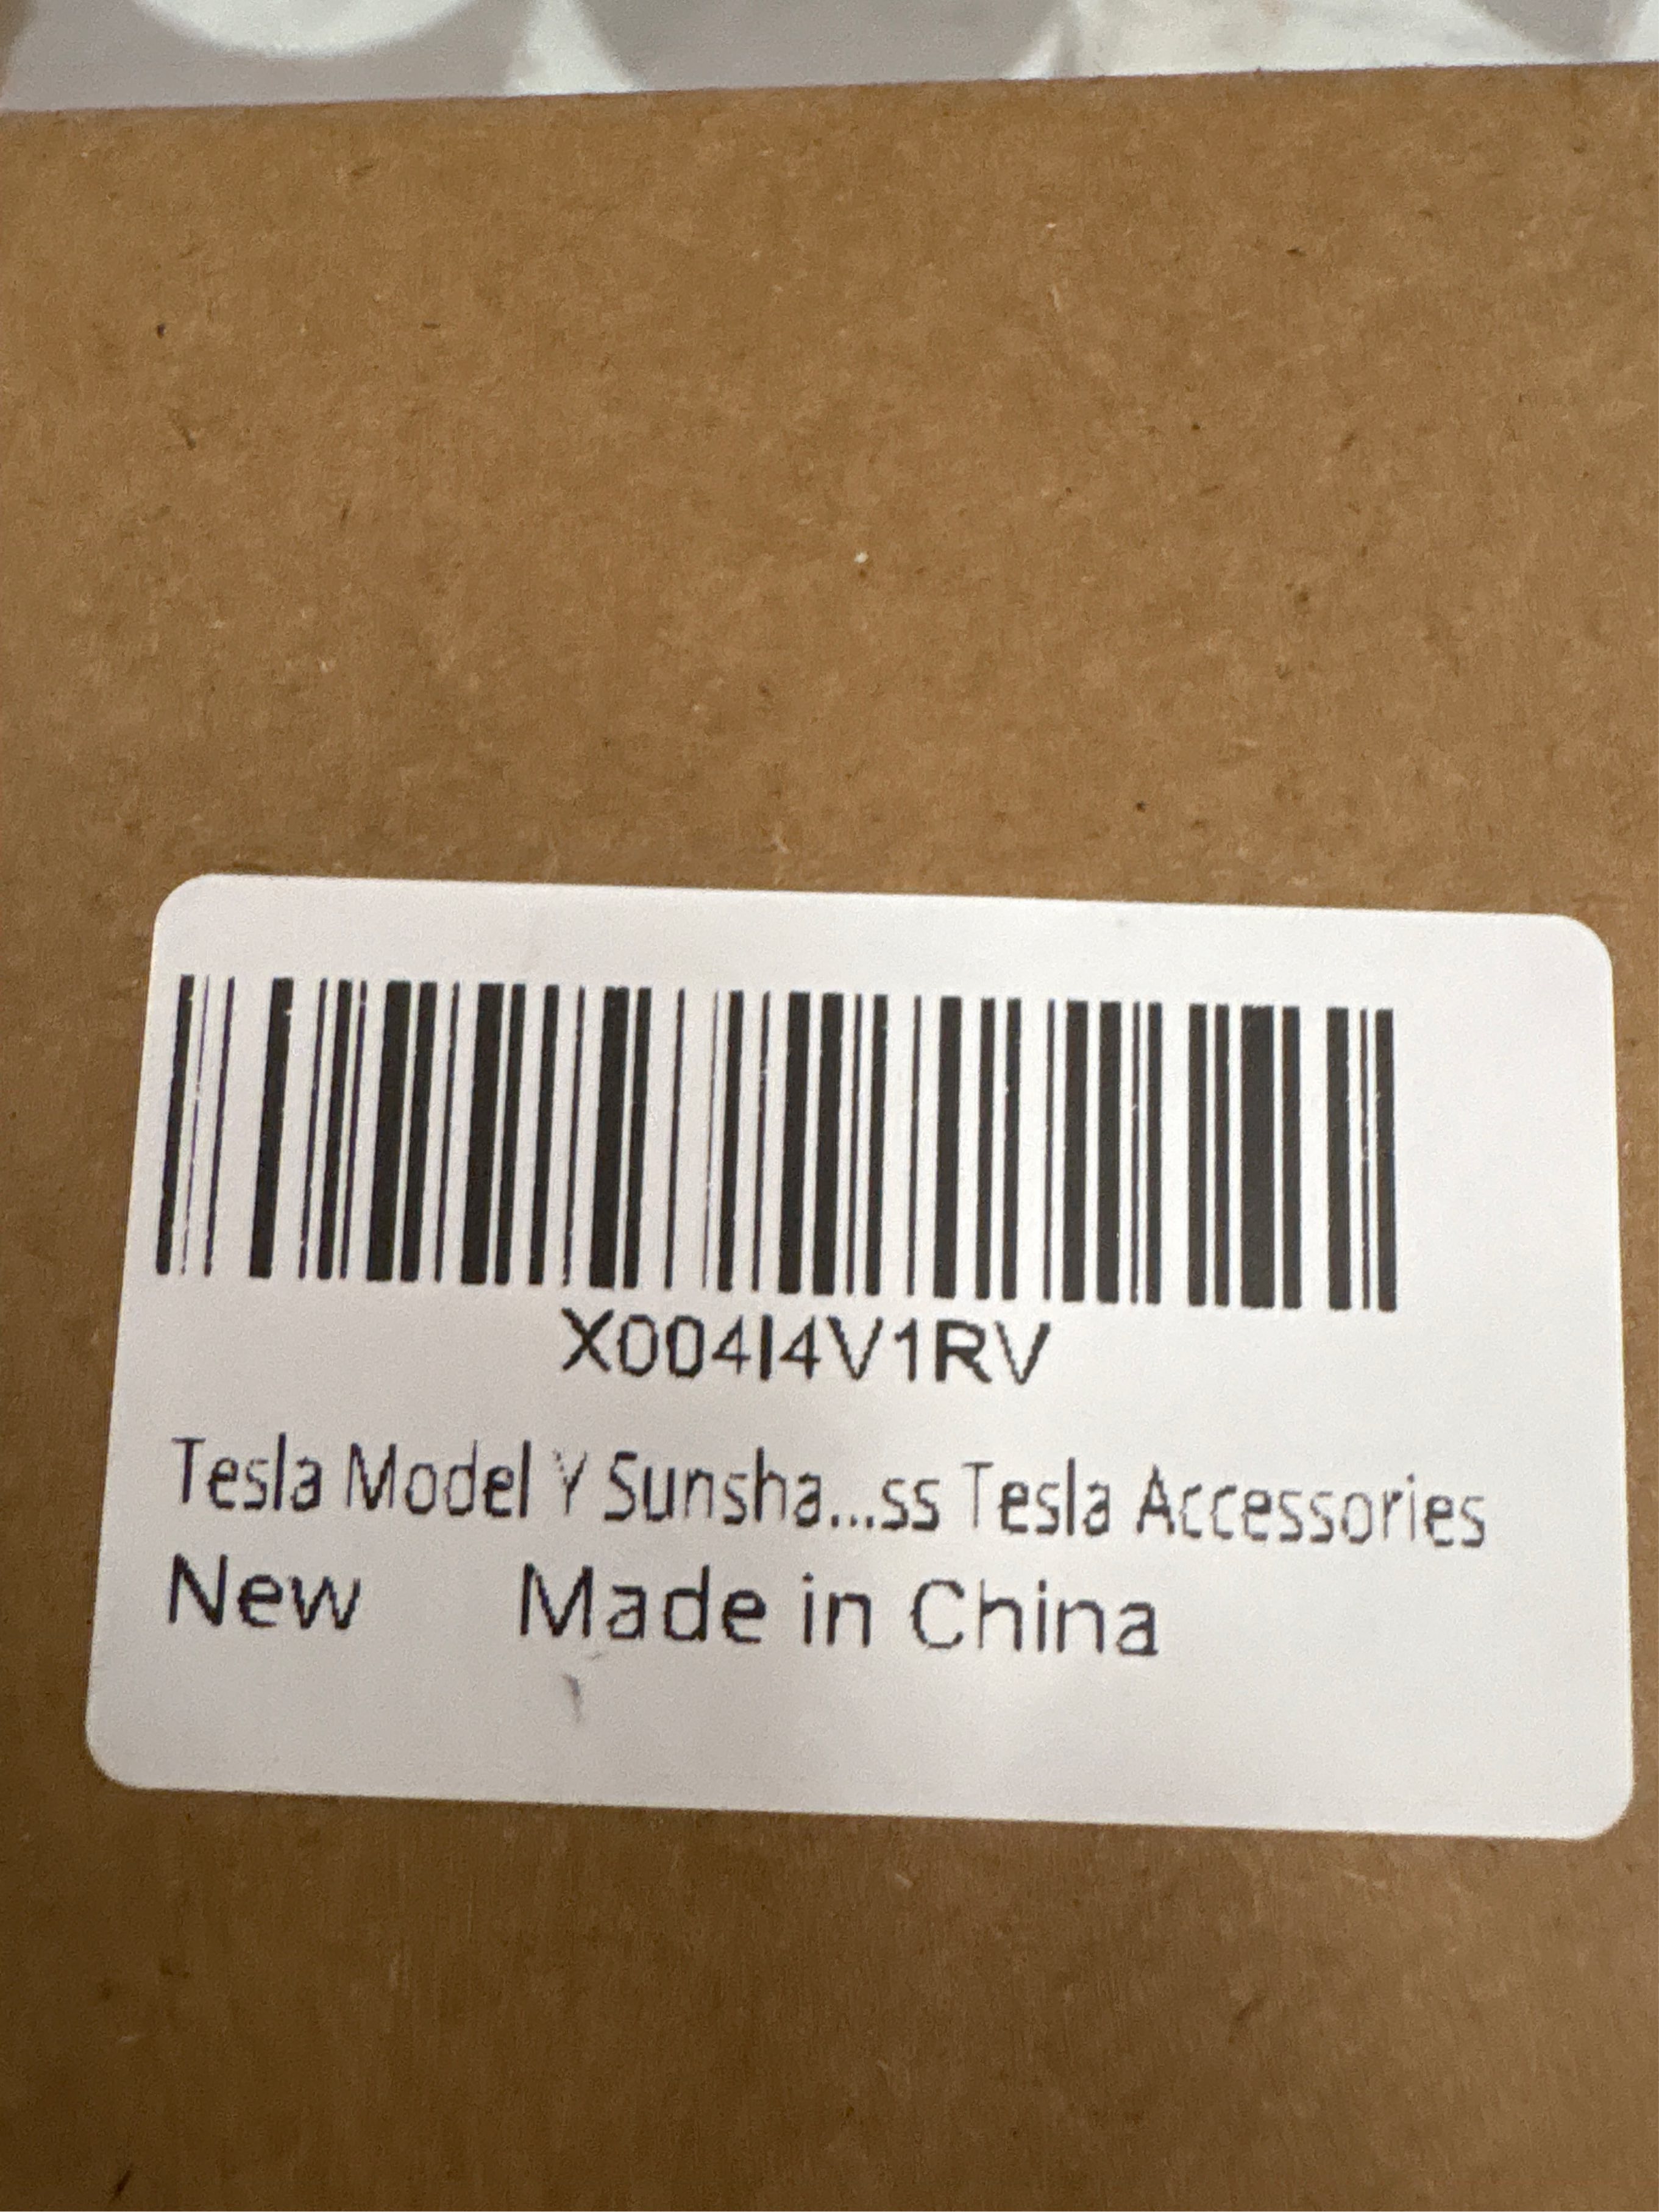 X004I4V1RV
Tesla Model Y Sunsha...ss Tesla Accessories
New Made in China